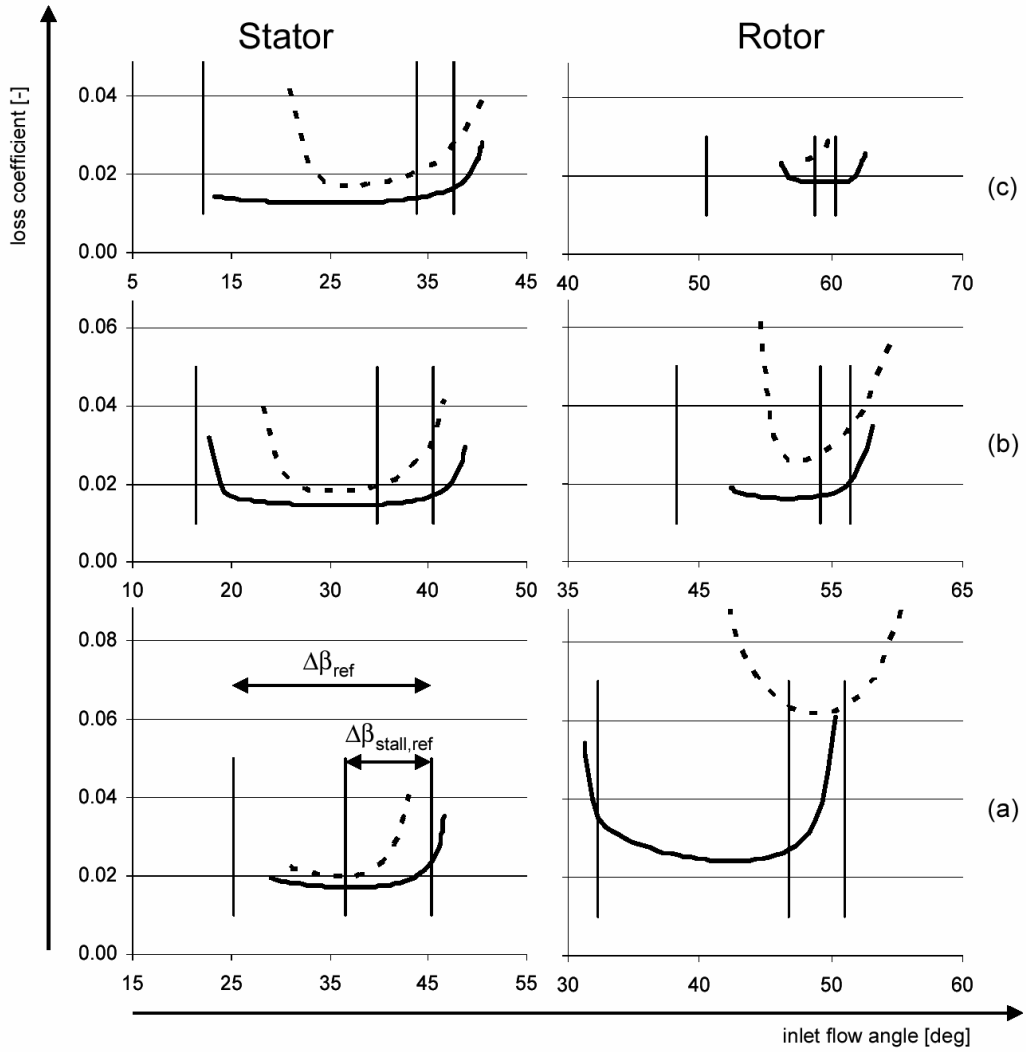 Stator Rotor
loss coefficient [-]
0.04
0.02
0.00
5 15 25 35 45
40 50 60 70
(c)
0.06
0.04
0.02
0.00
10 20 30 40 50
35 45 55 65
(b)
0.08
0.06
0.04
0.02
0.00
Δβref
Δβstall,ref
15 25 35 45 55
30 40 50 60
(a)
inlet flow angle [deg]